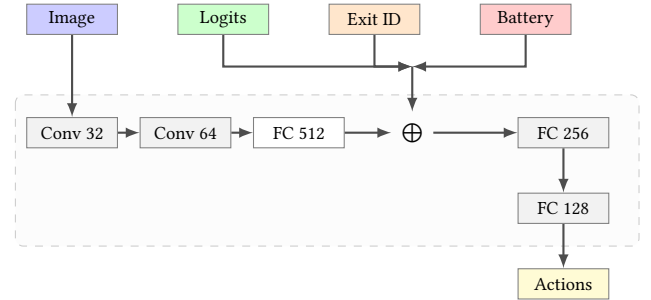 Image
Logits
Exit ID
Battery
Conv 32
Conv 64
FC 512
FC 256
FC 128
Actions